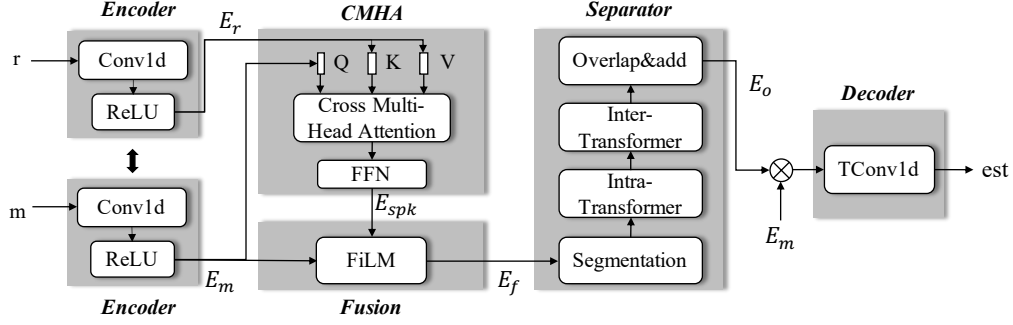 Encoder
r
Conv1d
ReLU
E_r
CMHA
Q
K
V
Cross Multi-
Head Attention
FFN
E_spk
m
Conv1d
ReLU
Encoder
E_m
FiLM
Fusion
E_f
Separator
Overlap&add
Inter-
Transformer
Intra-
Transformer
Segmentation
E_o
E_m
Decoder
TConv1d
est